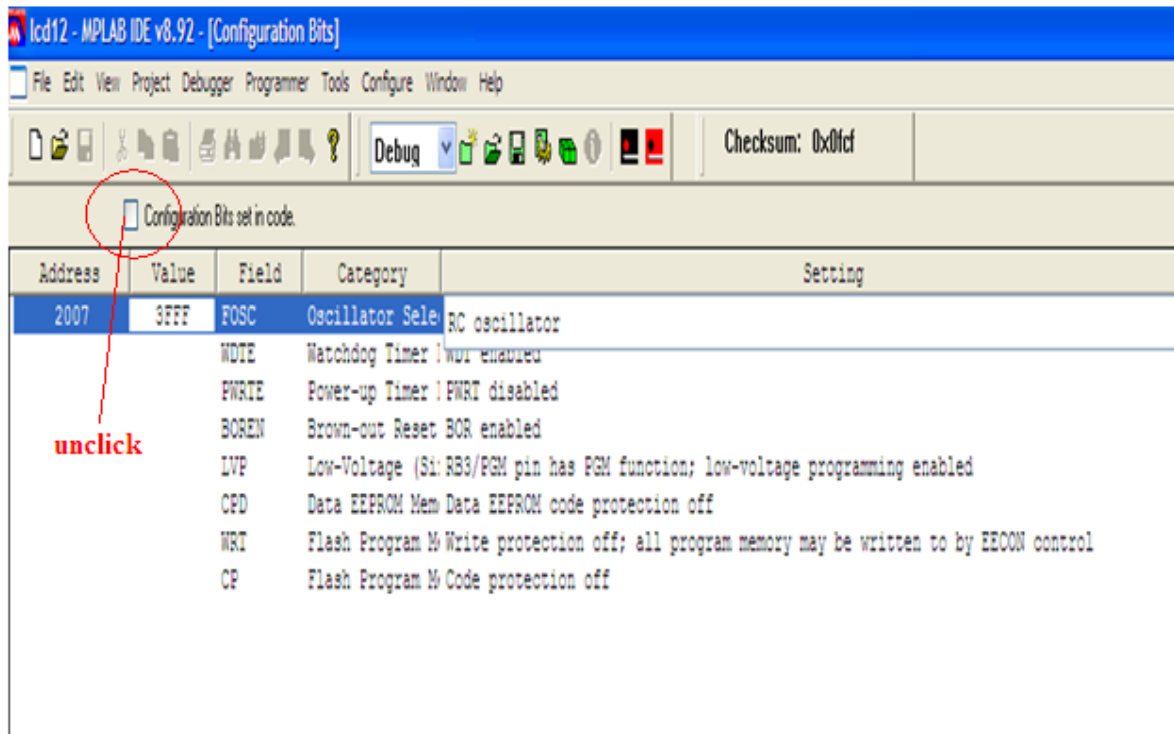 lcd12 - MPLAB IDE v8.92 - [Configuration Bits]
File Edit View Project Debugger Programmer Tools Configure Window Help
Debug Checksum: 0x0fcf
Configuration Bits set in code.
Address Value Field Category Setting
2007 3FFF FOSC Oscillator Sele RC oscillator
WDTE Watchdog Timer WDT enabled
PWRTE Power-up Timer PWRT disabled
BOREN Brown-out Reset BOR enabled
unclick
LVP Low-Voltage (Si RB3/PGM pin has PGM function; low-voltage programming enabled
CPD Data EEPROM Mem Data EEPROM code protection off
WRT Flash Program M Write protection off; all program memory may be written to by EECON control
CP Flash Program M Code protection off